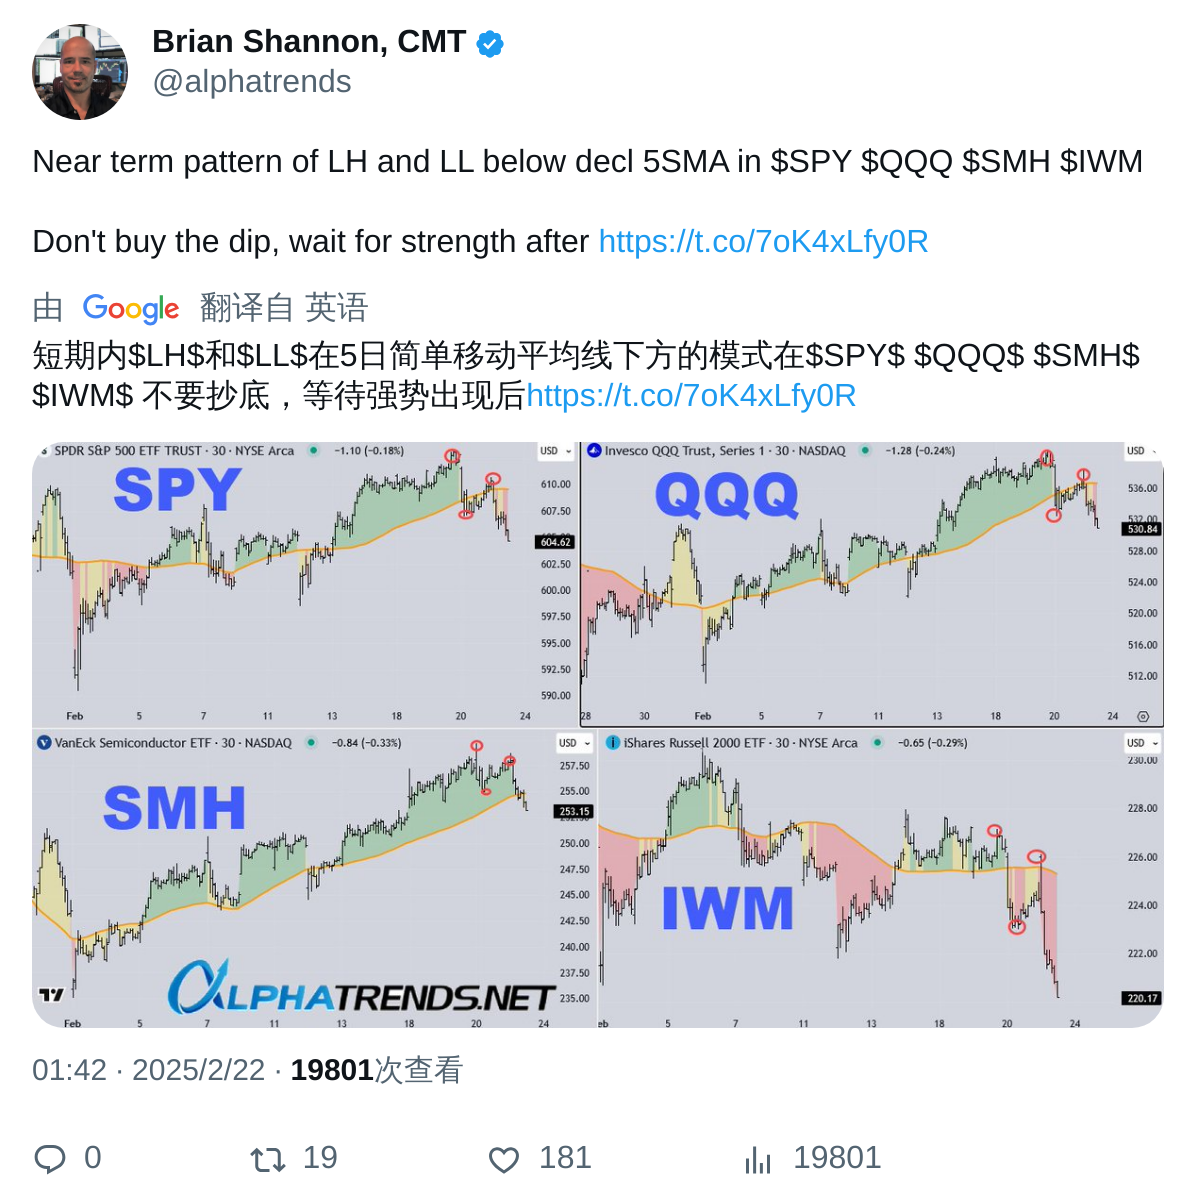 Brian Shannon, CMT
@alphatrends
Near term pattern of LH and LL below decl 5SMA in $SPY $QQQ $SMH $IWM
Don't buy the dip, wait for strength after https://t.co/7oK4xLfy0R
由 Google 翻译自 英语
短期内$LH$和$LL$在5日简单移动平均线下方的模式在$SPY$ $QQQ$ $SMH$
$IWM$ 不要抄底，等待强势出现后https://t.co/7oK4xLfy0R
SPDR S&P 500 ETF TRUST · 30 · NYSE Arca −1.10 (−0.18%) USD
SPY
610.00
607.50
604.62
602.50
600.00
597.50
595.00
592.50
590.00
Feb 5 7 11 13 18 20 24
Invesco QQQ Trust, Series 1 · 30 · NASDAQ −1.28 (−0.24%) USD
QQQ
536.00
532.00
530.84
528.00
524.00
520.00
516.00
512.00
28 30 Feb 5 7 11 13 18 20 24
VanEck Semiconductor ETF · 30 · NASDAQ −0.84 (−0.33%) USD
SMH
257.50
255.00
253.15
250.00
247.50
245.00
242.50
240.00
237.50
235.00
ALPHATRENDS.NET
Feb 5 7 11 13 18 20 24
iShares Russell 2000 ETF · 30 · NYSE Arca −0.65 (−0.29%) USD
IWM
230.00
228.00
226.00
224.00
222.00
220.17
eb 5 7 11 13 18 20 24
01:42 · 2025/2/22 · 19801次查看
0 19 181 19801